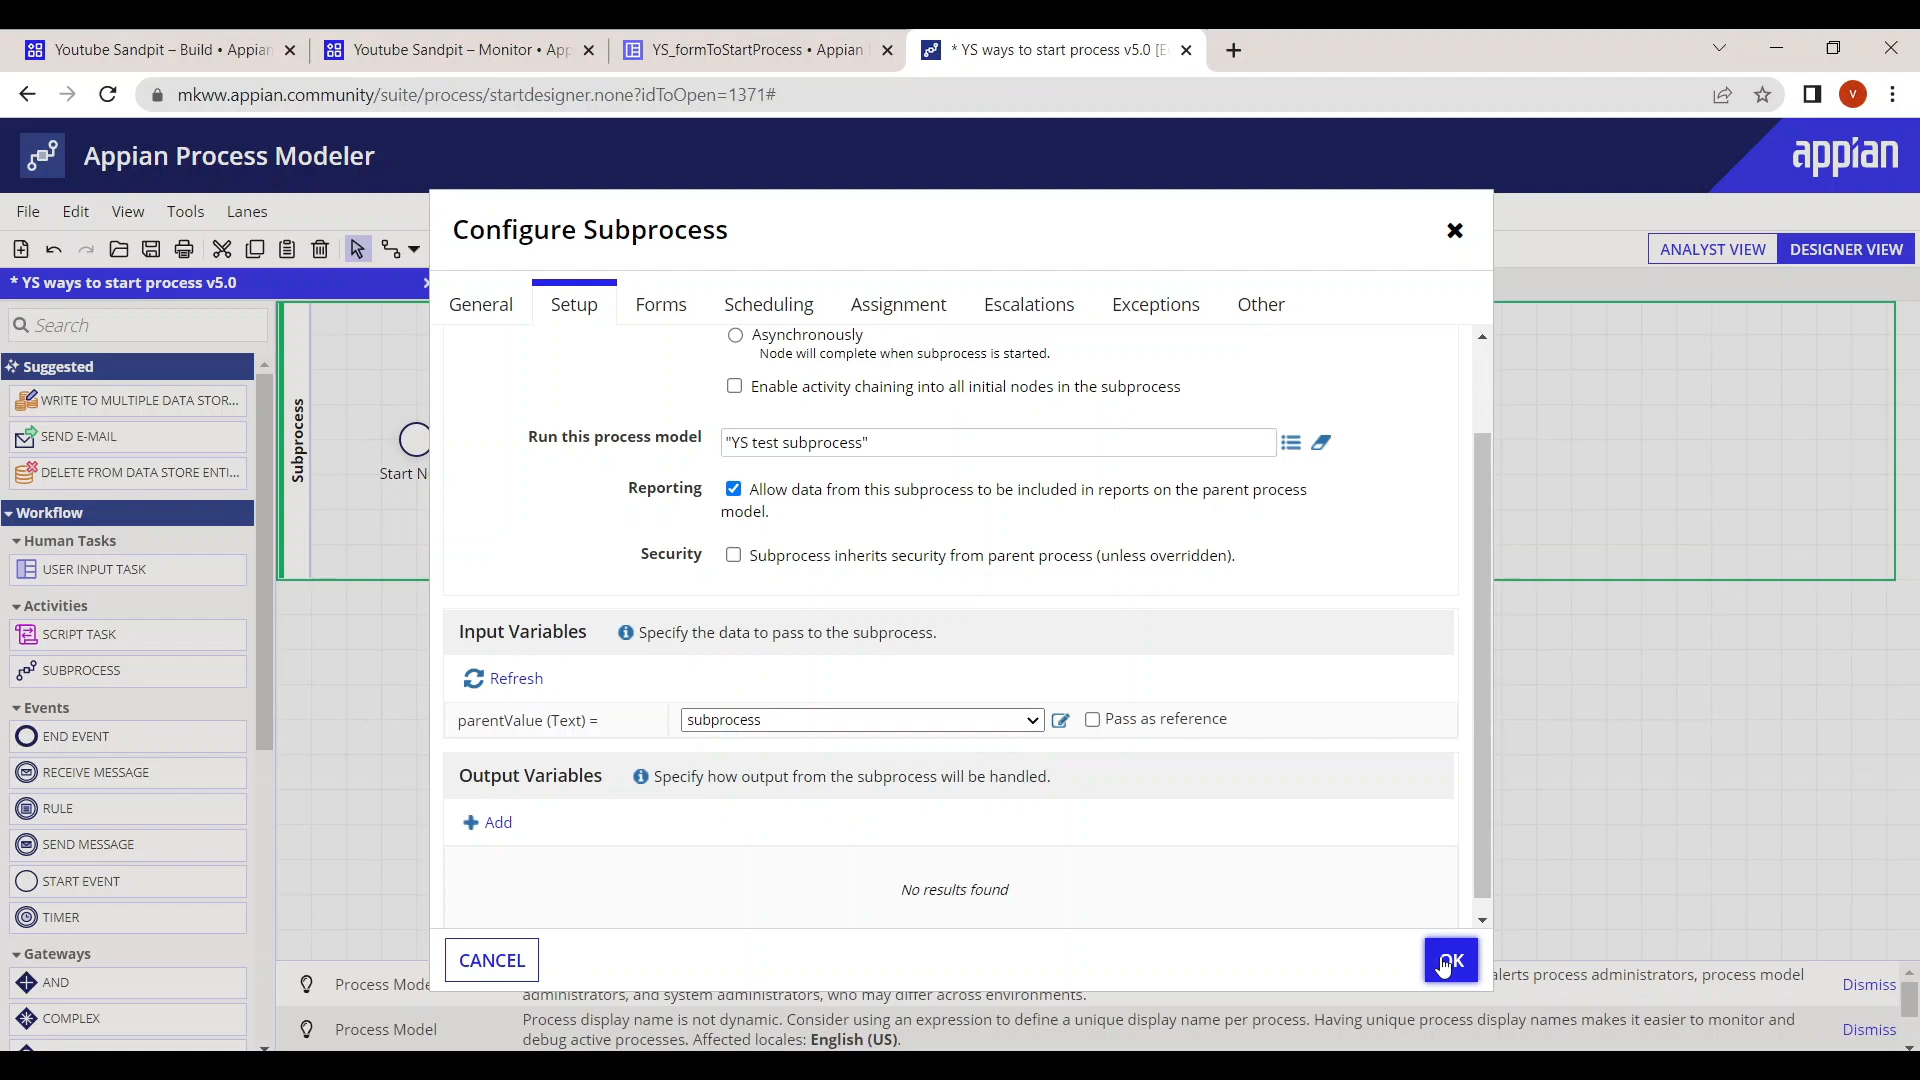 Youtube Sandpit – Build • Appian
Youtube Sandpit – Monitor • App
YS_formToStartProcess • Appian
* YS ways to start process v5.0 [E
mkww.appian.community/suite/process/startdesigner.none?idToOpen=1371#
V
Appian Process Modeler
appian
File Edit View Tools Lanes
ANALYST VIEW DESIGNER VIEW
* YS ways to start process v5.0
Search
Suggested
WRITE TO MULTIPLE DATA STOR...
SEND E-MAIL
DELETE FROM DATA STORE ENTI...
Workflow
Human Tasks
USER INPUT TASK
Activities
SCRIPT TASK
SUBPROCESS
Events
END EVENT
RECEIVE MESSAGE
RULE
SEND MESSAGE
START EVENT
TIMER
Gateways
AND
COMPLEX
Subprocess
Start N
Configure Subprocess
General Setup Forms Scheduling Assignment Escalations Exceptions Other
Asynchronously
Node will complete when subprocess is started.
Enable activity chaining into all initial nodes in the subprocess
Run this process model "YS test subprocess"
Reporting Allow data from this subprocess to be included in reports on the parent process
model.
Security Subprocess inherits security from parent process (unless overridden).
Input Variables Specify the data to pass to the subprocess.
Refresh
parentValue (Text) = subprocess Pass as reference
Output Variables Specify how output from the subprocess will be handled.
Add
No results found
CANCEL OK
Process Mode alerts process administrators, process model Dismiss
administrators, and system administrators, who may differ across environments.
Process Model Process display name is not dynamic. Consider using an expression to define a unique display name per process. Having unique process display names makes it easier to monitor and Dismiss
debug active processes. Affected locales: English (US).